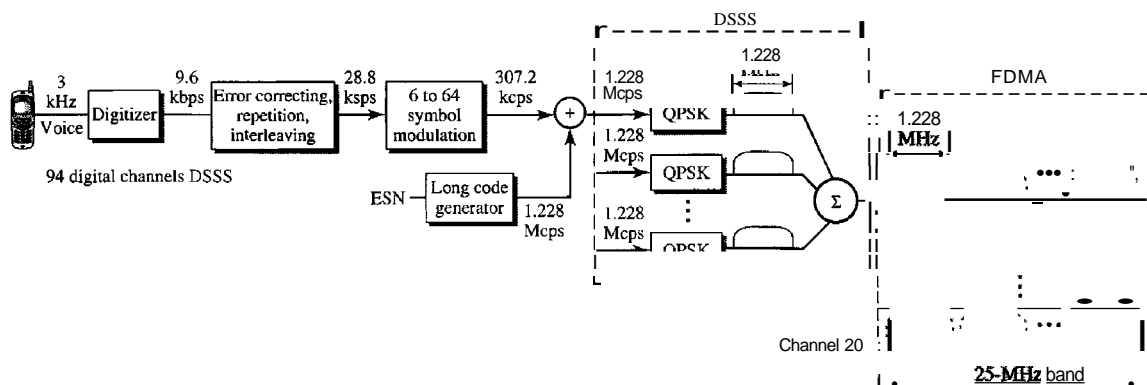 DSSS
FDMA
3
kHz
Voice
Digitizer
9.6
kbps
Error correcting,
repetition,
interleaving
28.8
ksps
6 to 64
symbol
modulation
307.2
kcps
+
1.228
Mcps
QPSK
1.228
1.228
MHz
94 digital channels DSSS
ESN
Long code
generator
1.228
Mcps
1.228
Mcps
QPSK
1.228
Mcps
QPSK
Σ
Channel 20
25-MHz band